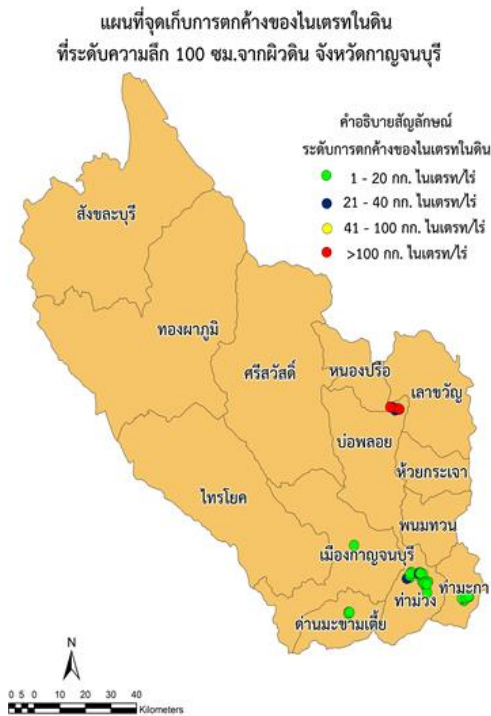 แผนที่จุดเก็บการตกค้างของไนเตรทในดิน
ที่ระดับความลึก 100 ซม.จากผิวดิน จังหวัดกาญจนบุรี
คำอธิบายสัญลักษณ์
ระดับการตกค้างของไนเตรทในดิน
1 - 20 กก. ไนเตรท/ไร่
21 - 40 กก. ไนเตรท/ไร่
41 - 100 กก. ไนเตรท/ไร่
>100 กก. ไนเตรท/ไร่
สังขละบุรี
ทองผาภูมิ
ศรีสวัสดิ์
หนองปรือ
เลาขวัญ
บ่อพลอย
ห้วยกระเจา
ไทรโยค
พนมทวน
เมืองกาญจนบุรี
ท่ามะกา
ท่าม่วง
ด่านมะขามเตี้ย
N
0 5 0 10 20 30 40
Kilometers